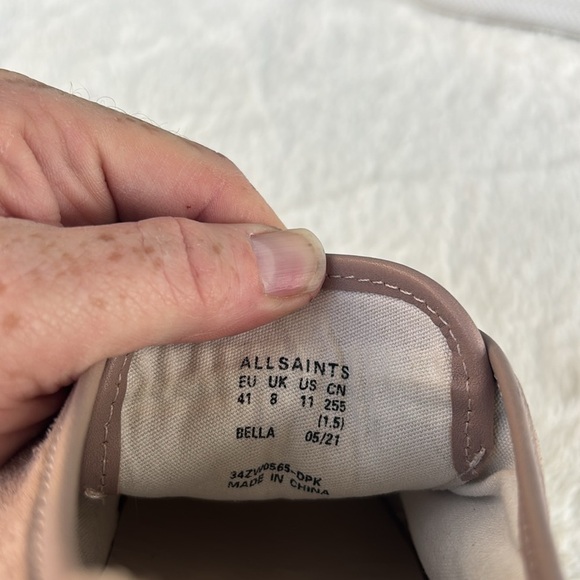 ALLSAINTS
EU UK US CN
41 8 11 255
(1.5)
BELLA 05/21
34ZW0565-DPK
MADE IN CHINA